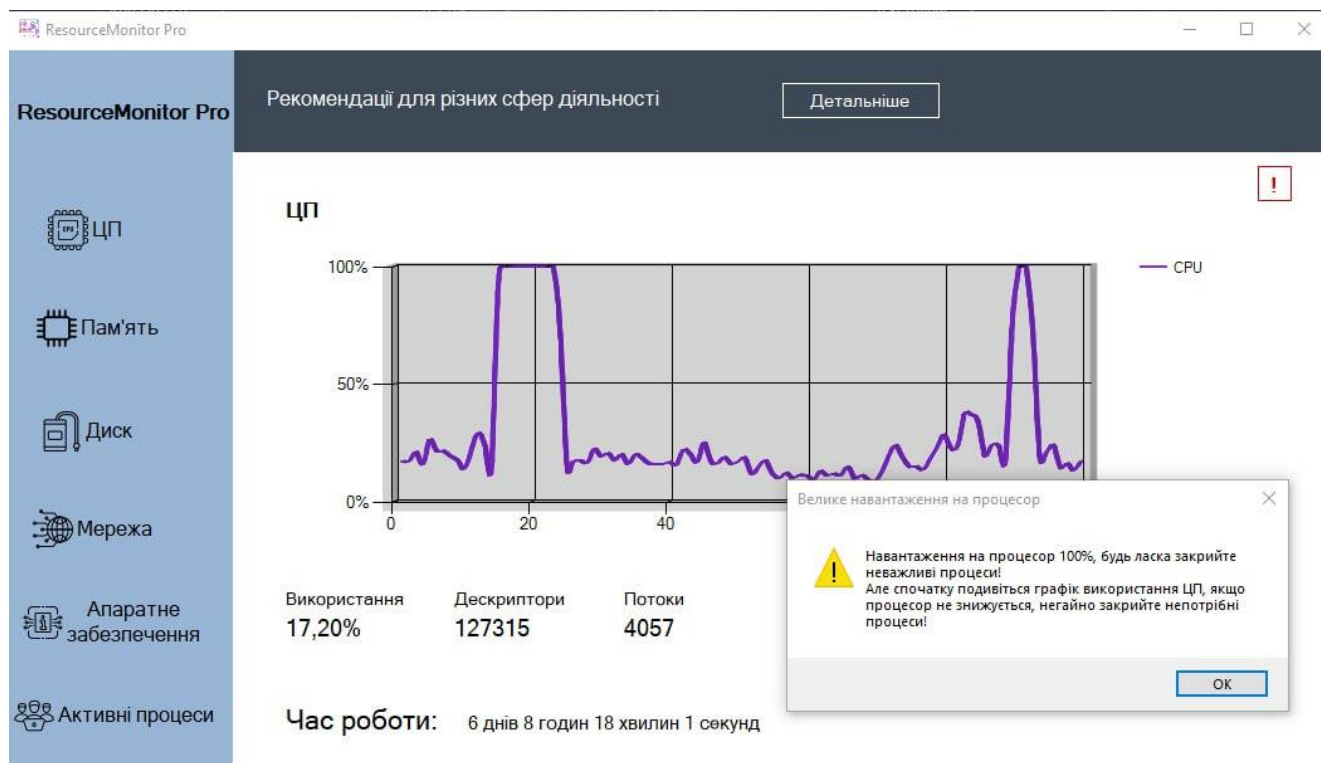 ResourceMonitor Pro
ResourceMonitor Pro
Рекомендації для різних сфер діяльності
Детальніше
!
ЦП
CPU
ЦП
Пам'ять
Диск
Мережа
Апаратне
забезпечення
Активні процеси
100%
50%
0%
0
20
40
CPU
Використання
17,20%
Дескриптори
127315
Потоки
4057
Час роботи:
6 днів 8 годин 18 хвилин 1 секунд
Велике навантаження на процесор
Навантаження на процесор 100%, будь ласка закрийте
неважливі процеси!
Але спочатку подивіться графік використання ЦП, якщо
процесор не знижується, негайно закрийте непотрібні
процеси!
ОК